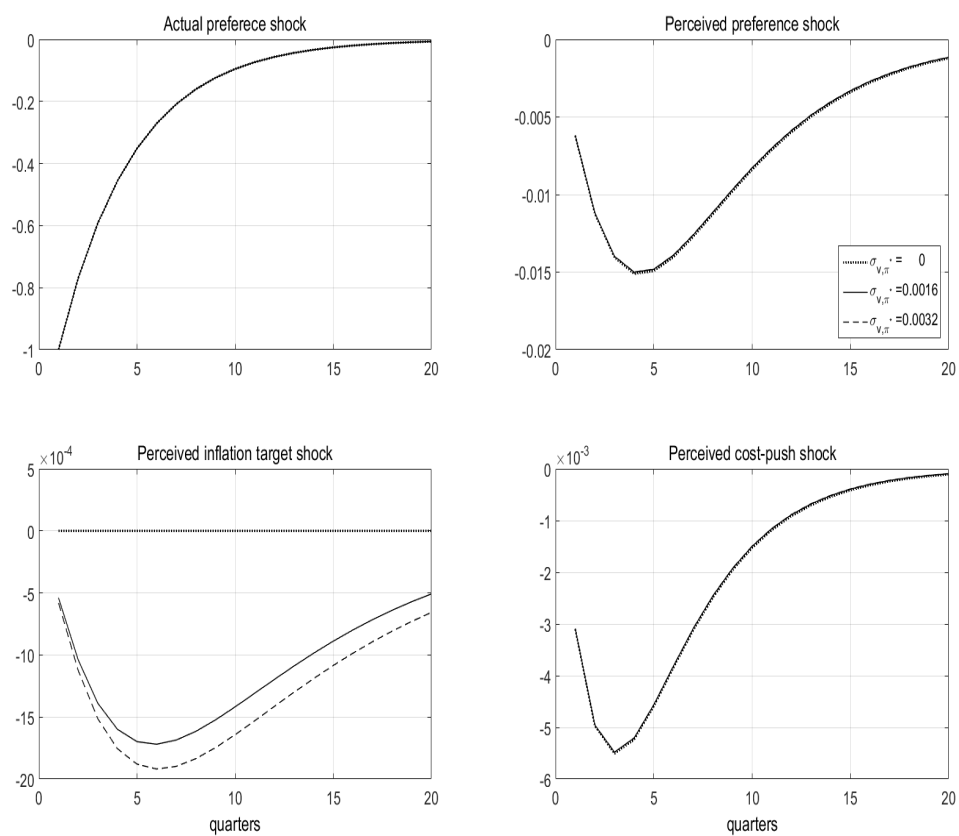 Actual preferece shock
0
-0.2
-0.4
-0.6
-0.8
-1
0 5 10 15 20
Perceived preference shock
0
-0.005
-0.01
-0.015
-0.02
0 5 10 15 20
σv,π* = 0
σv,π* =0.0016
σv,π* =0.0032
Perceived inflation target shock
5 ×10-4
0
-5
-10
-15
-20
0 5 10 15 20
quarters
Perceived cost-push shock
0 ×10-3
-1
-2
-3
-4
-5
-6
0 5 10 15 20
quarters